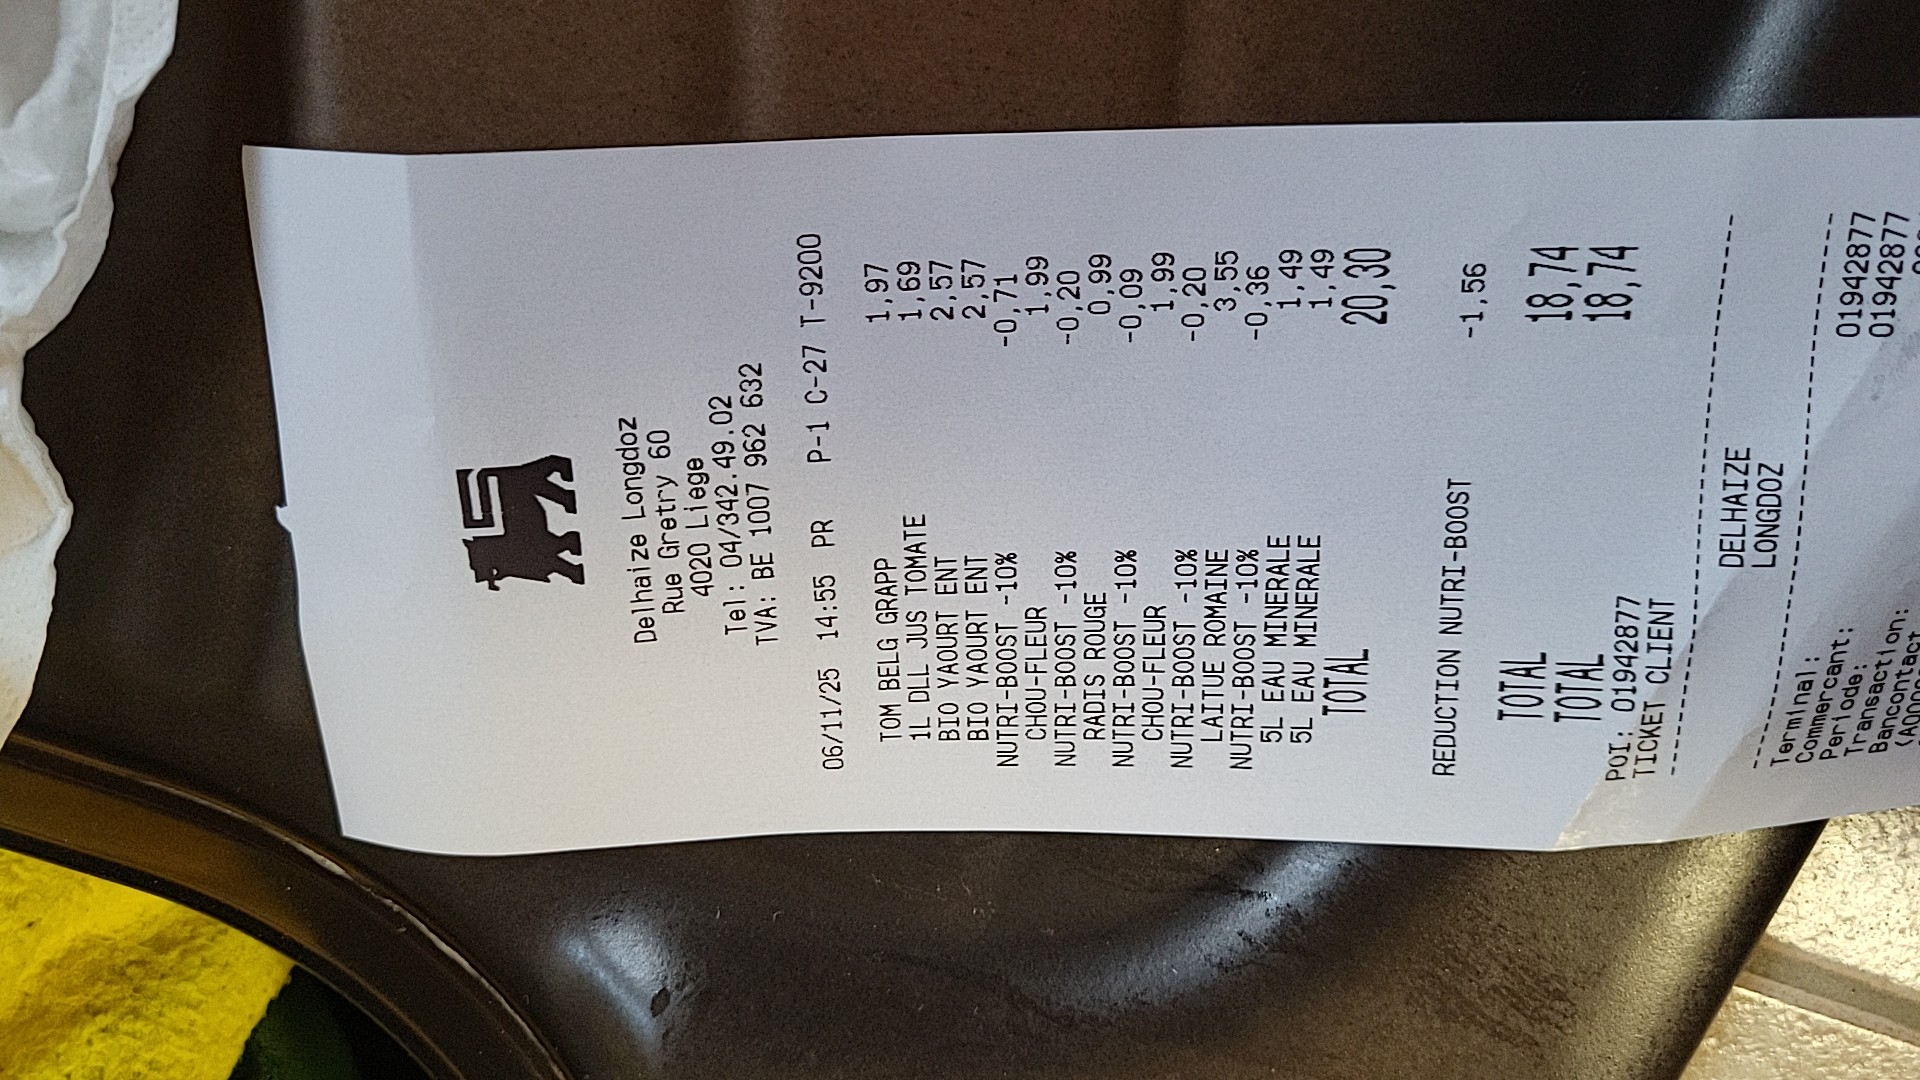 Delhaize Longdoz
Rue Gretry 60
4020 Liege
Tel: 04/342.49.02
TVA: BE 1007 962 632
06/11/25 14:55 PR P-1 C-27 T-9200
TOM BELG GRAPP 1,97
1L DLL JUS TOMATE 1,69
BIO YAOURT ENT 2,57
BIO YAOURT ENT 2,57
NUTRI-BOOST -10% -0,71
CHOU-FLEUR 1,99
NUTRI-BOOST -10% -0,20
RADIS ROUGE 0,99
NUTRI-BOOST -10% -0,09
CHOU-FLEUR 1,99
NUTRI-BOOST -10% -0,20
LAITUE ROMAINE 3,55
NUTRI-BOOST -10% -0,36
5L EAU MINERALE 1,49
5L EAU MINERALE 1,49
TOTAL 20,30
REDUCTION NUTRI-BOOST -1,56
TOTAL 18,74
TOTAL 18,74
POI: 01942877
TICKET CLIENT
DELHAIZE
LONGDOZ
Terminal: 01942877
Commercant: 01942877
Periode:
Transaction:
Bancontact